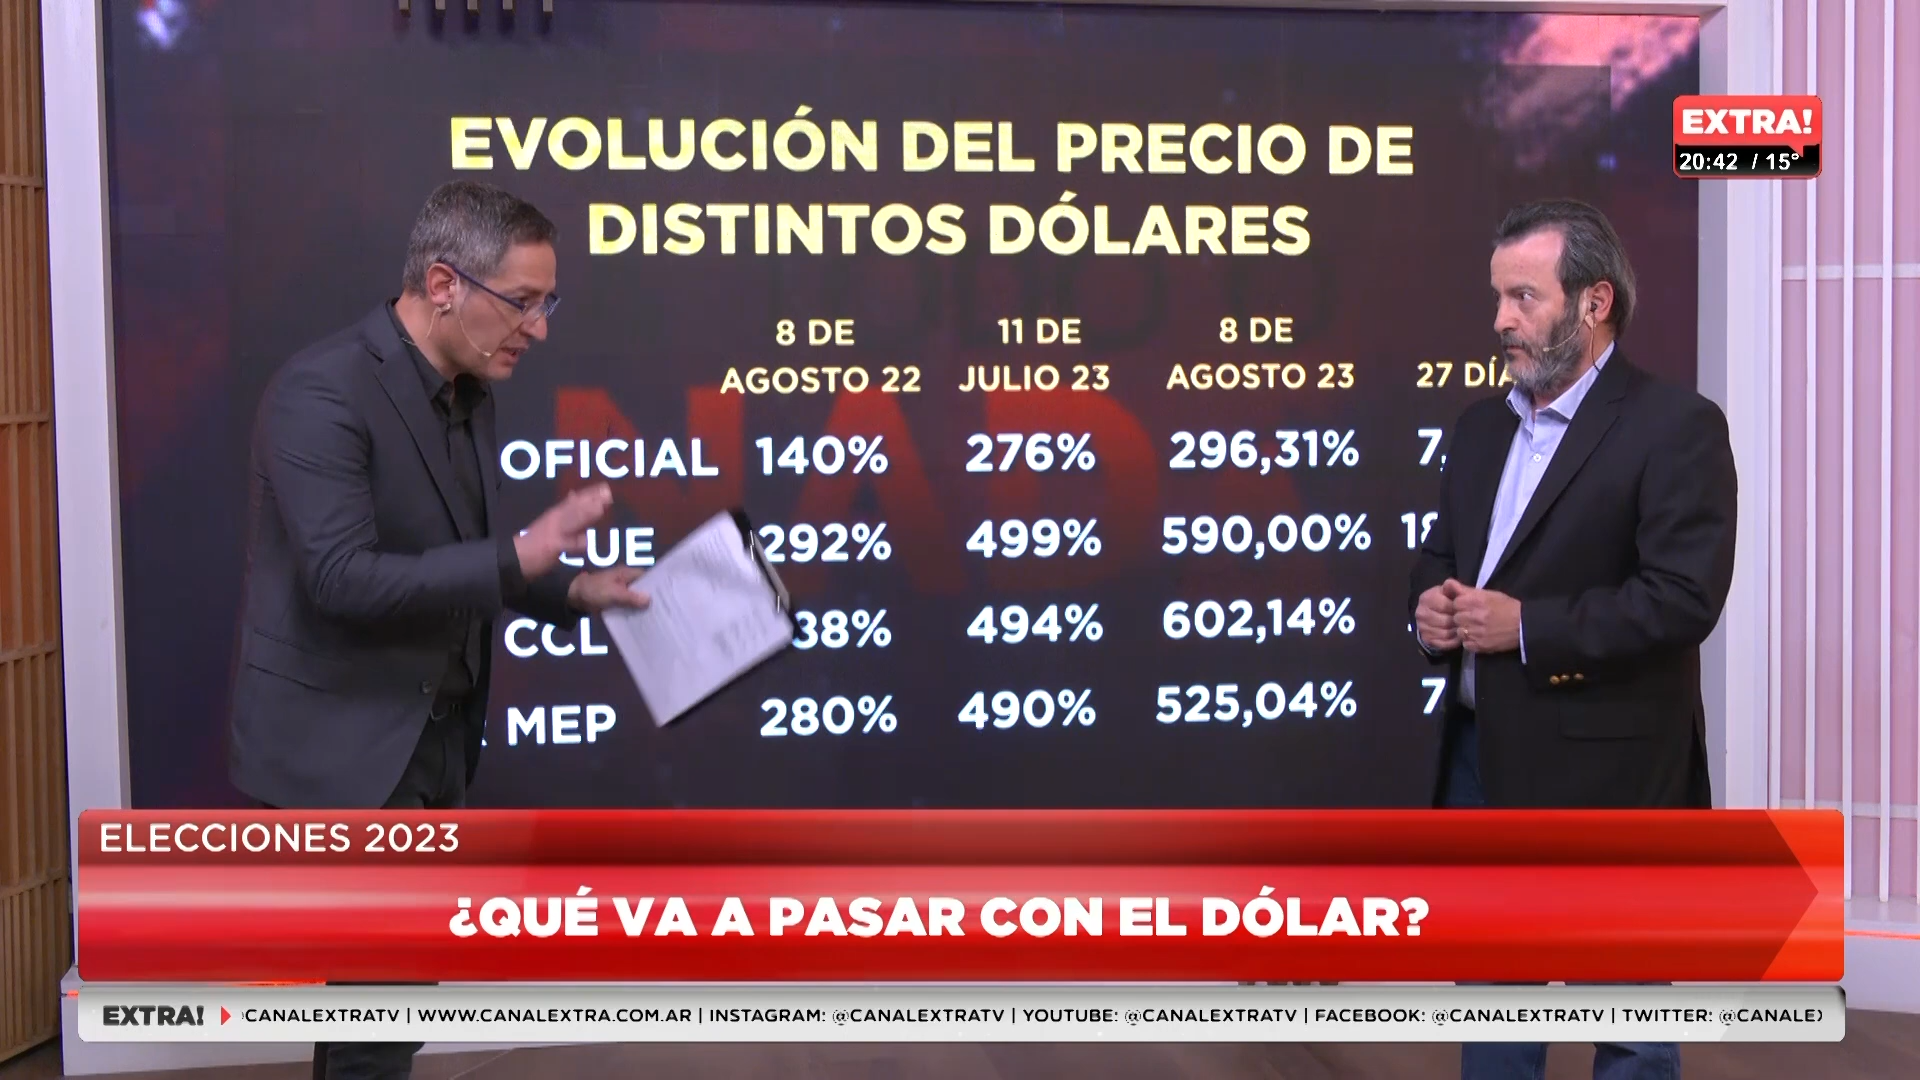 EVOLUCIÓN DEL PRECIO DE
DISTINTOS DÓLARES
EXTRA!
20:42 / 15°
8 DE
AGOSTO 22
11 DE
JULIO 23
8 DE
AGOSTO 23
27
OFICIAL 140% 276% 296,31%
292% 499% 590,00%
CCL 494% 602,14%
MEP 280% 490% 525,04%
ELECCIONES 2023
¿QUÉ VA A PASAR CON EL DÓLAR?
EXTRA! CANALEXTRATV | WWW.CANALEXTRA.COM.AR | INSTAGRAM: @CANALEXTRATV | YOUTUBE: @CANALEXTRATV | FACEBOOK: @CANALEXTRATV | TWITTER: